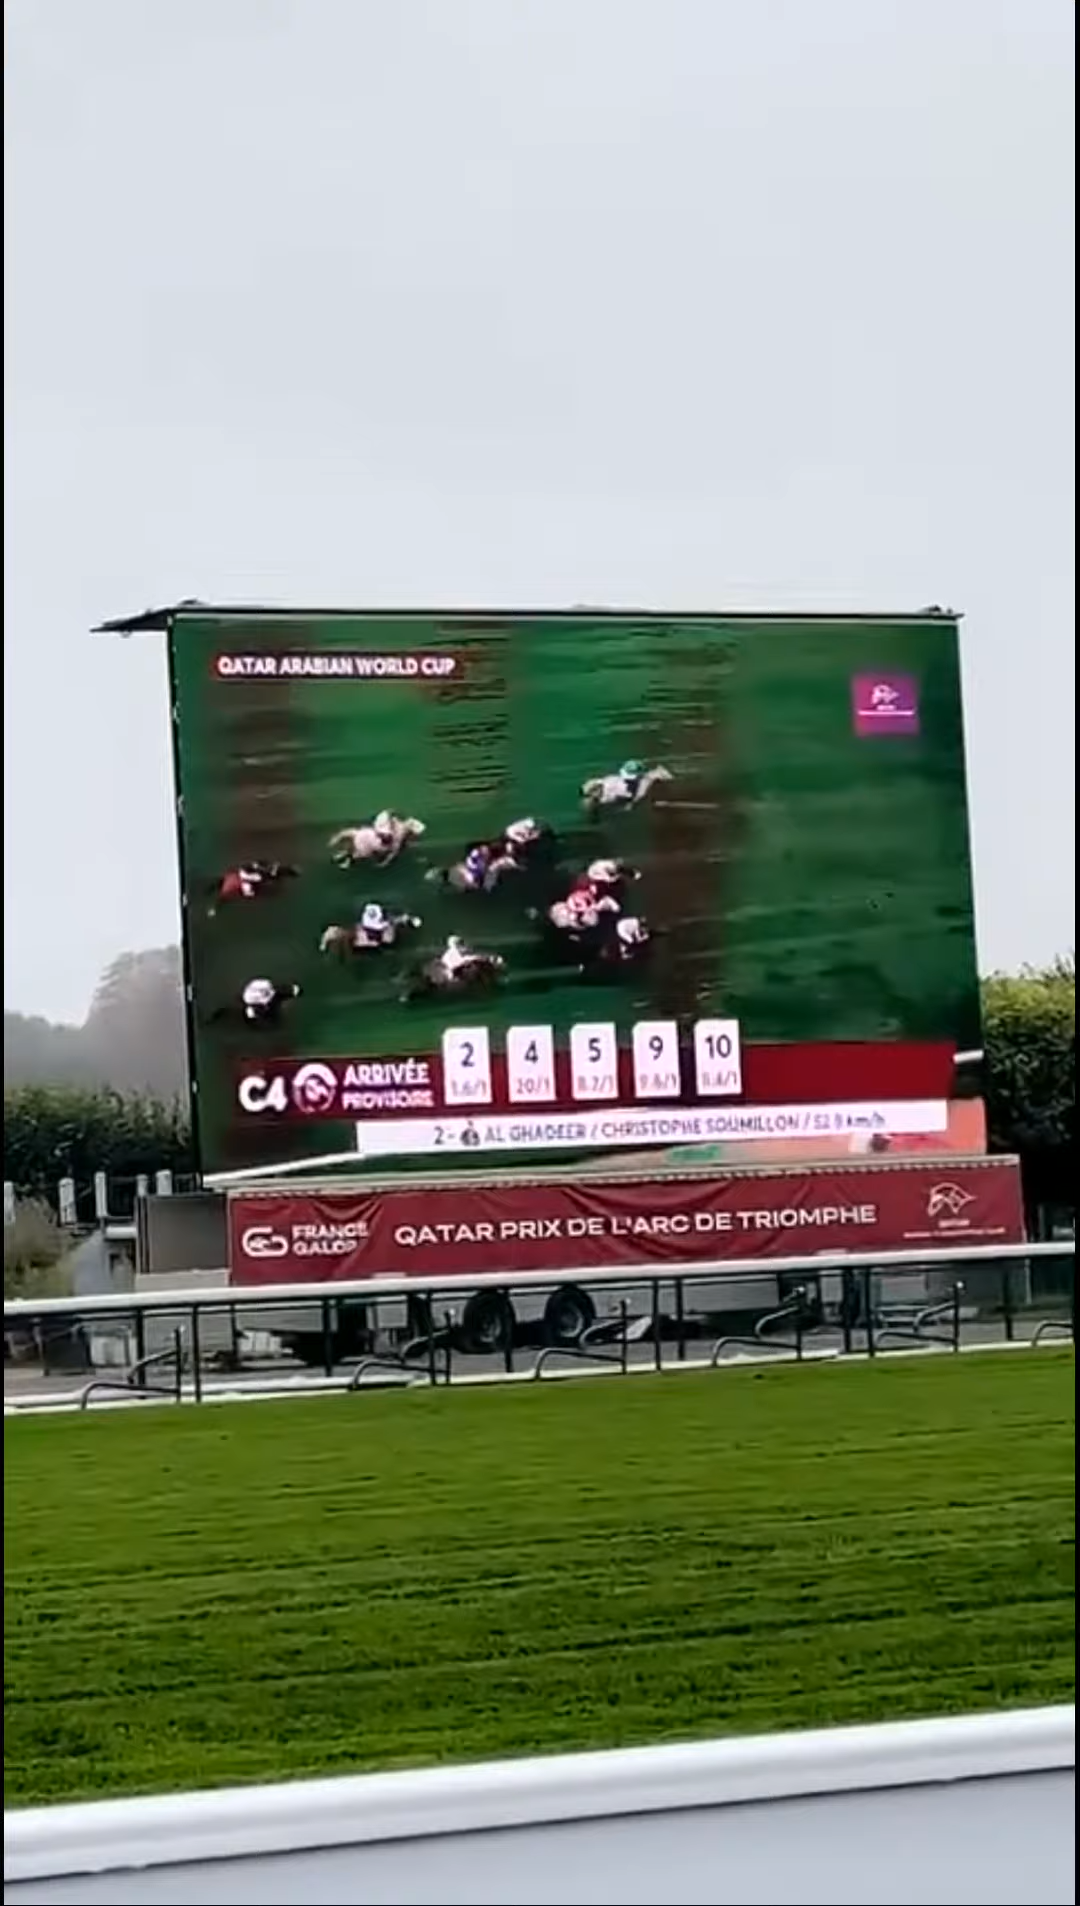 QATAR ARABIAN WORLD CUP
2 4 5 9 10
20/1
C4 ARRIVÉE
PROVISOIRE
2 - AL GHADEER / CHRISTOPHE SOUMILLON / km/h
FRANCE
GALOP
QATAR PRIX DE L'ARC DE TRIOMPHE